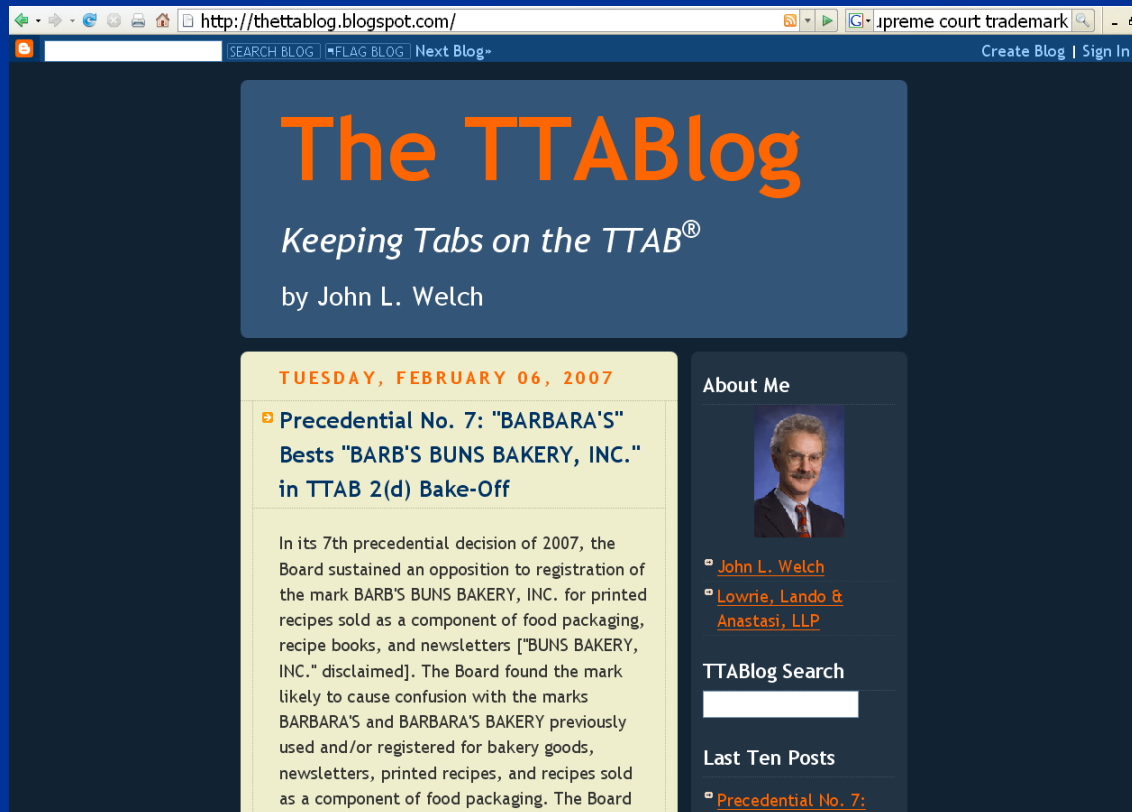 http://thettablog.blogspot.com/
preme court trademark
SEARCH BLOG FLAG BLOG Next Blog»
Create Blog | Sign In
The TTABlog
Keeping Tabs on the TTAB®
by John L. Welch
TUESDAY, FEBRUARY 06, 2007
Precedential No. 7: "BARBARA'S"
Bests "BARB'S BUNS BAKERY, INC."
in TTAB 2(d) Bake-Off
In its 7th precedential decision of 2007, the
Board sustained an opposition to registration of
the mark BARB'S BUNS BAKERY, INC. for printed
recipes sold as a component of food packaging,
recipe books, and newsletters ["BUNS BAKERY,
INC." disclaimed]. The Board found the mark
likely to cause confusion with the marks
BARBARA'S and BARBARA'S BAKERY previously
used and/or registered for bakery goods,
newsletters, printed recipes, and recipes sold
as a component of food packaging. The Board
About Me
John L. Welch
Lowrie, Lando &
Anastasi, LLP
TTABlog Search
Last Ten Posts
Precedential No. 7: